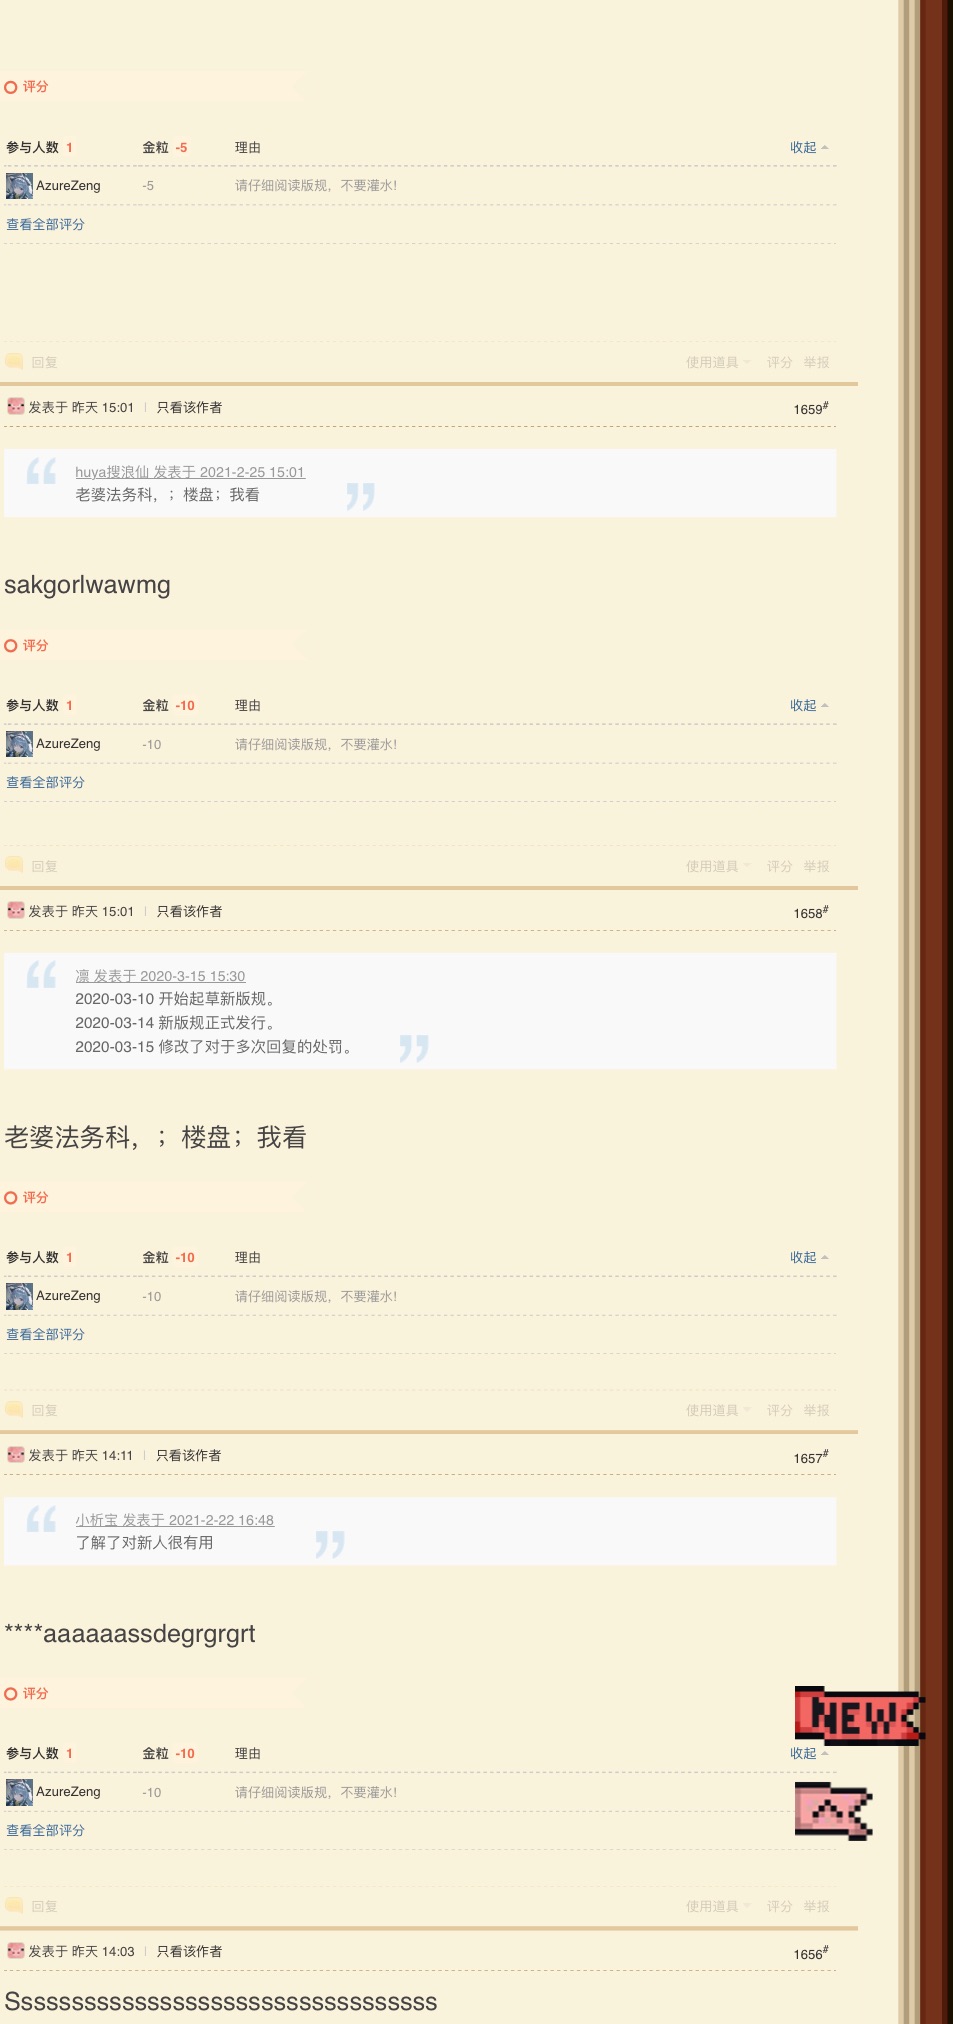 评分
参与人数 1 金粒 -5 理由 收起
AzureZeng -5 请仔细阅读版规，不要灌水!
查看全部评分
回复 使用道具 评分 举报
发表于 昨天 15:01 | 只看该作者 1659#
huya搜浪仙 发表于 2021-2-25 15:01
老婆法务科，；楼盘；我看
sakgorlwawmg
评分
参与人数 1 金粒 -10 理由 收起
AzureZeng -10 请仔细阅读版规，不要灌水!
查看全部评分
回复 使用道具 评分 举报
发表于 昨天 15:01 | 只看该作者 1658#
凛 发表于 2020-3-15 15:30
2020-03-10 开始起草新版规。
2020-03-14 新版规正式发行。
2020-03-15 修改了对于多次回复的处罚。
老婆法务科，；楼盘；我看
评分
参与人数 1 金粒 -10 理由 收起
AzureZeng -10 请仔细阅读版规，不要灌水!
查看全部评分
回复 使用道具 评分 举报
发表于 昨天 14:11 | 只看该作者 1657#
小析宝 发表于 2021-2-22 16:48
了解了对新人很有用
****aaaaaassdegrgrgrt
评分
NEW
参与人数 1 金粒 -10 理由 收起
AzureZeng -10 请仔细阅读版规，不要灌水!
查看全部评分
回复 使用道具 评分 举报
发表于 昨天 14:03 | 只看该作者 1656#
Ssssssssssssssssssssssssssssssssss